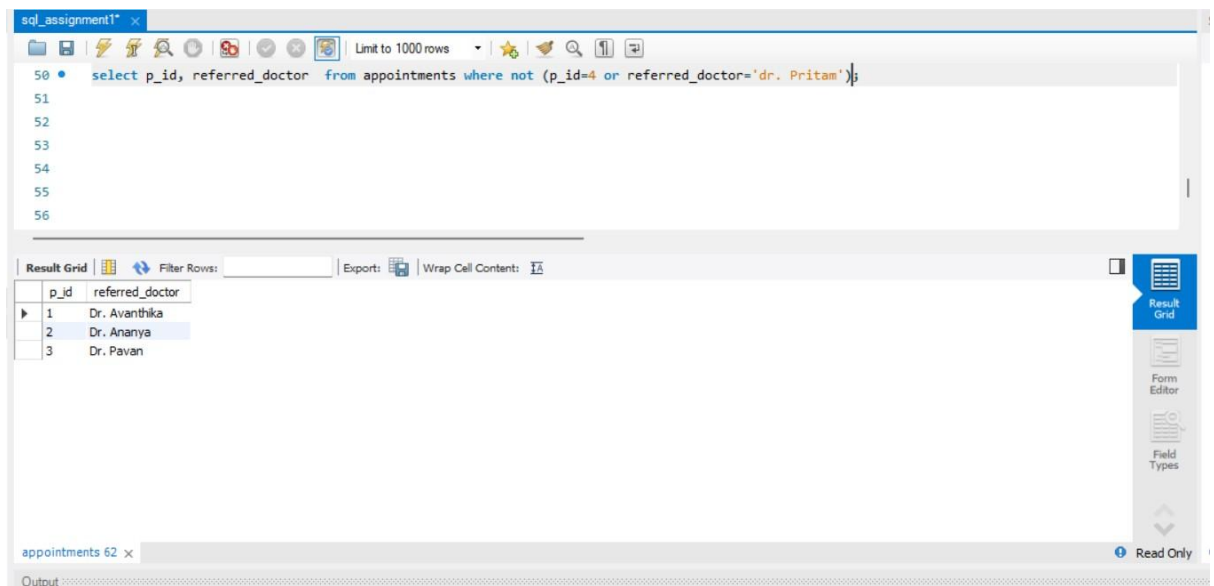 sql_assignment1*
Limit to 1000 rows
50 select p_id, referred_doctor from appointments where not (p_id=4 or referred_doctor='dr. Pritam');
51
52
53
54
55
56
Result Grid Filter Rows: Export: Wrap Cell Content:
p_id referred_doctor
1 Dr. Avanthika
2 Dr. Ananya
3 Dr. Pavan
Result
Grid
Form
Editor
Field
Types
appointments 62 Read Only
Output